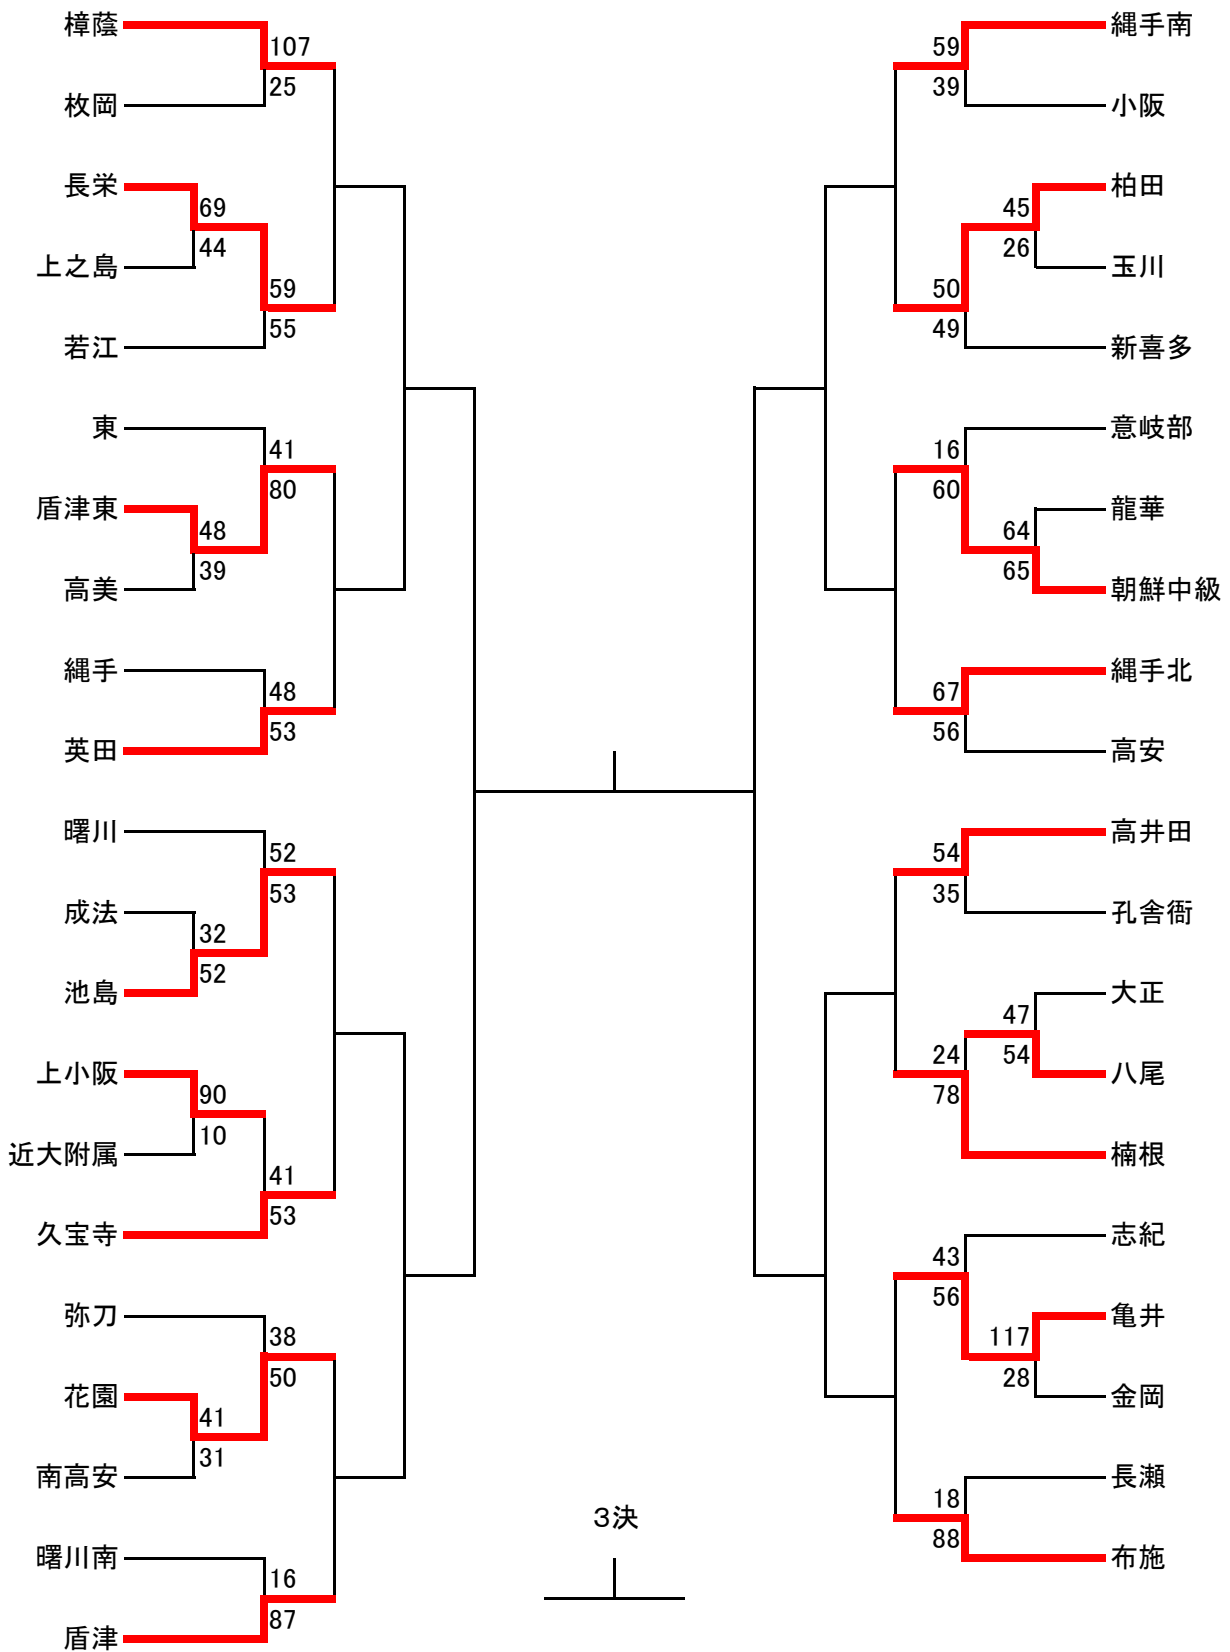 樟蔭
107
25
枚岡
長栄
69
44
上之島
59
55
若江
東
41
80
盾津東
48
39
高美
縄手
48
53
英田
曙川
52
53
成法
32
52
池島
上小阪
90
10
近大附属
41
53
久宝寺
弥刀
38
50
花園
41
31
南高安
曙川南
16
87
盾津
3決
縄手南
59
39
小阪
柏田
45
26
玉川
50
49
新喜多
意岐部
16
60
龍華
64
65
朝鮮中級
縄手北
67
56
高安
高井田
54
35
孔舎衙
大正
47
54
八尾
24
78
楠根
志紀
43
56
亀井
117
28
金岡
長瀬
18
88
布施